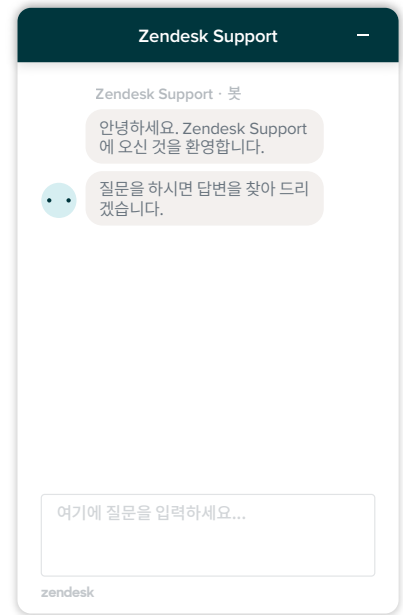 Zendesk Support
Zendesk Support · 봇
안녕하세요. Zendesk Support
에 오신 것을 환영합니다.
질문을 하시면 답변을 찾아 드리
겠습니다.
여기에 질문을 입력하세요...
zendesk